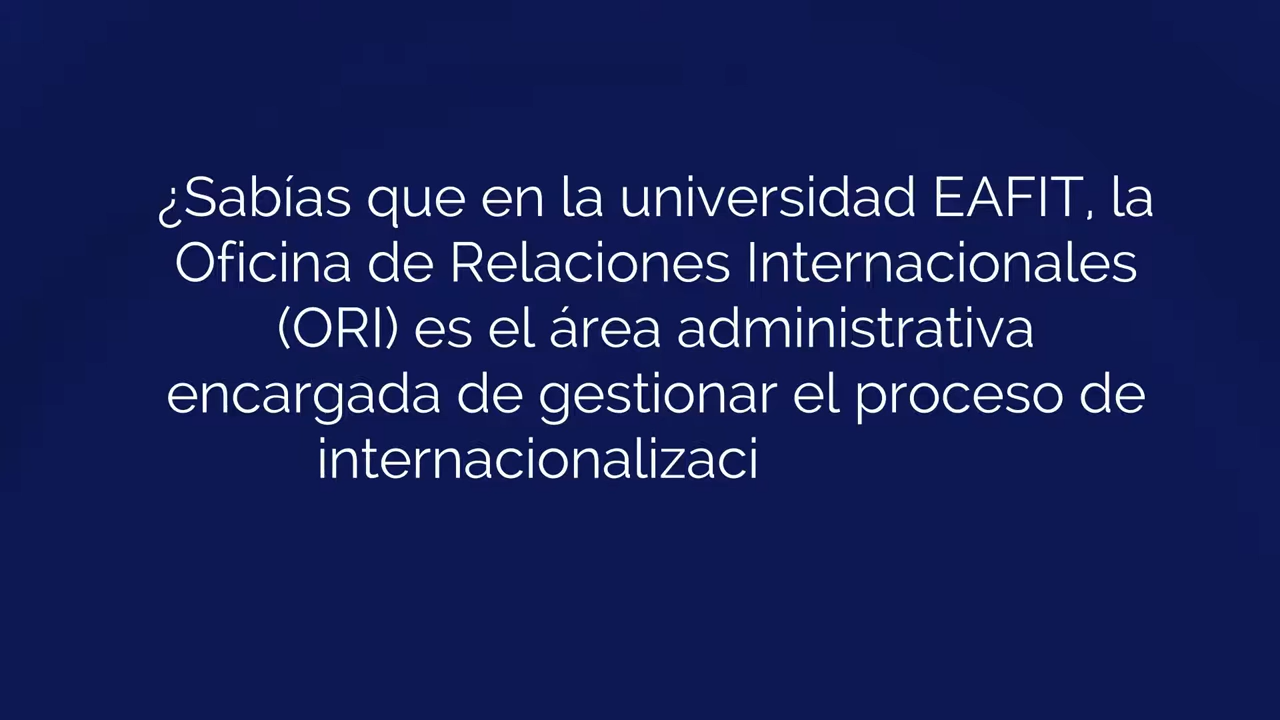 ¿Sabías que en la universidad EAFIT, la
Oficina de Relaciones Internacionales
(ORI) es el área administrativa
encargada de gestionar el proceso de
internacionalizaci